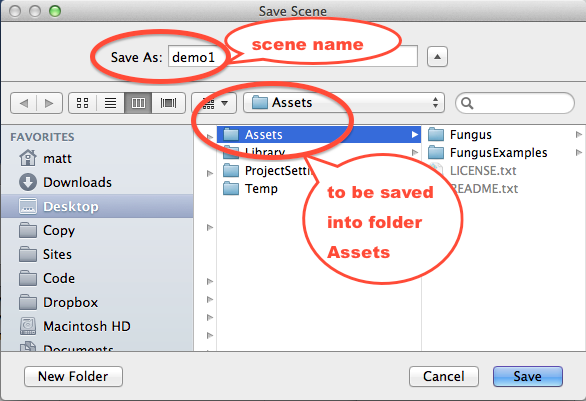 Save Scene
Save As: demo1
scene name
Assets
FAVORITES
matt
Downloads
Desktop
Copy
Sites
Code
Dropbox
Macintosh HD
Documents
Assets
Library
ProjectSetti
Temp
Fungus
FungusExamples
LICENSE.txt
README.txt
to be saved
into folder
Assets
New Folder
Cancel
Save